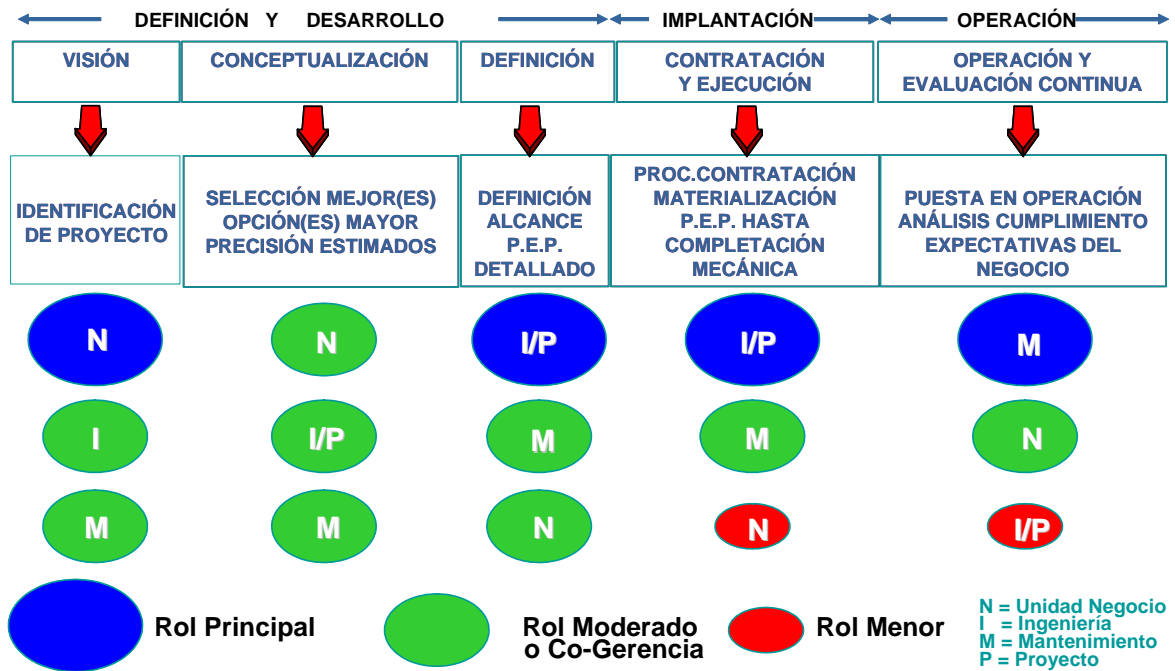 DEFINICIÓN Y DESARROLLO
IMPLANTACIÓN
OPERACIÓN
VISIÓN
CONCEPTUALIZACIÓN
DEFINICIÓN
CONTRATACIÓN
Y EJECUCIÓN
OPERACIÓN Y
EVALUACIÓN CONTINUA
IDENTIFICACIÓN
DE PROYECTO
SELECCIÓN MEJOR(ES)
OPCIÓN(ES) MAYOR
PRECISIÓN ESTIMADOS
DEFINICIÓN
ALCANCE
P.E.P.
DETALLADO
PROC.CONTRATACIÓN
MATERIALIZACIÓN
P.E.P. HASTA
COMPLETACIÓN
MECÁNICA
PUESTA EN OPERACIÓN
ANÁLISIS CUMPLIMIENTO
EXPECTATIVAS DEL
NEGOCIO
N
N
I/P
I/P
M
I
I/P
M
M
N
M
M
N
N
I/P
Rol Principal
Rol Moderado
o Co-Gerencia
Rol Menor
N = Unidad Negocio
I = Ingeniería
M = Mantenimiento
P = Proyecto